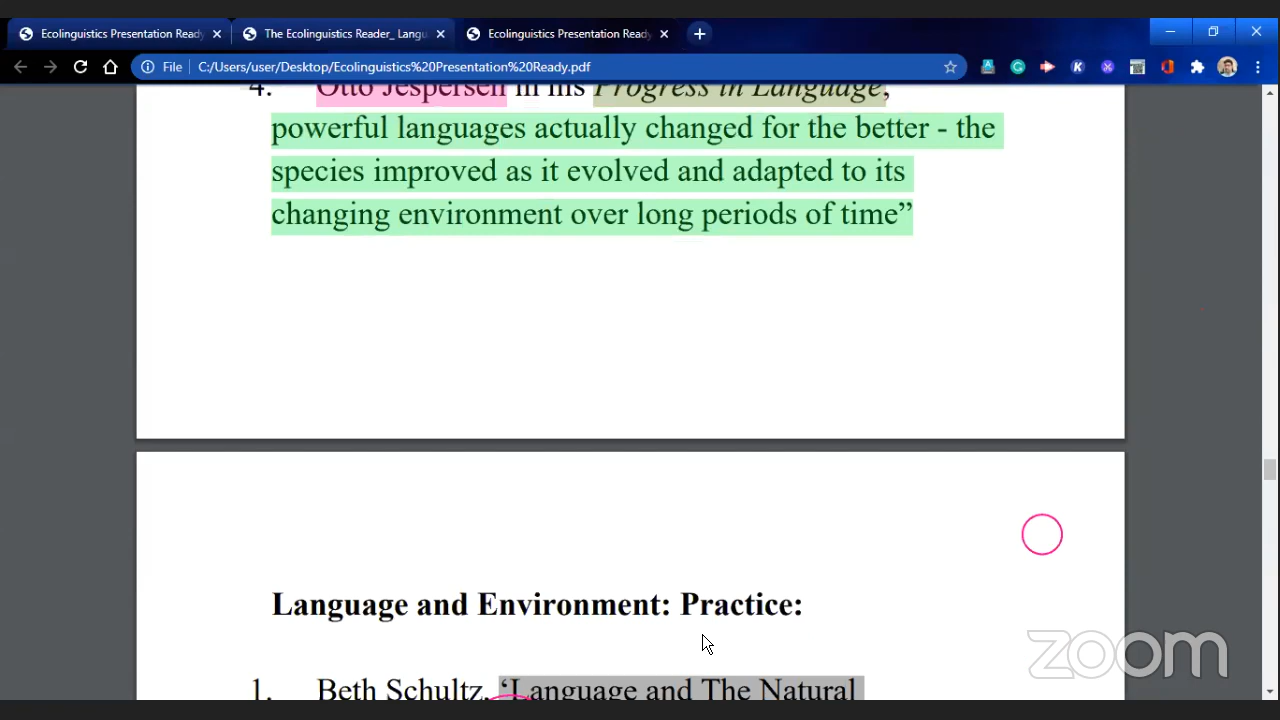 Ecolinguistics Presentation Ready
The Ecolinguistics Reader_ Langu
Ecolinguistics Presentation Ready
File
C:/Users/user/Desktop/Ecolinguistics%20Presentation%20Ready.pdf
4. Otto Jespersen in his Progress in Language,
powerful languages actually changed for the better - the
species improved as it evolved and adapted to its
changing environment over long periods of time”
Language and Environment: Practice:
1. Beth Schultz, ‘Language and The Natural
zoom